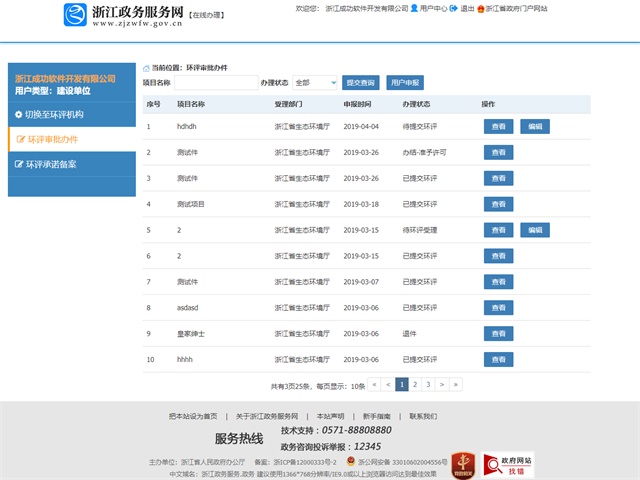 浙江政务服务网【在线办理】
www.zjzwfw.gov.cn
欢迎您： 浙江成功软件开发有限公司 用户中心 退出 浙江省政府门户网站
浙江成功软件开发有限公司
用户类型：建设单位
切换至环评机构
环评审批办件
环评承诺备案
当前位置：环评审批办件
项目名称 办理状态 全部 提交查询 用户申报
序号 项目名称 受理部门 申报时间 办理状态 操作
1 hdhdh 浙江省生态环境厅 2019-04-04 待提交环评 查看 编辑
2 测试件 浙江省生态环境厅 2019-03-26 办结-准予许可 查看
3 测试件 浙江省生态环境厅 2019-03-26 已提交环评 查看
4 测试项目 浙江省生态环境厅 2019-03-18 已提交环评 查看
5 2 浙江省生态环境厅 2019-03-15 待环评受理 查看 编辑
6 2 浙江省生态环境厅 2019-03-15 已提交环评 查看
7 测试件 浙江省生态环境厅 2019-03-07 已提交环评 查看
8 asdasd 浙江省生态环境厅 2019-03-06 已提交环评 查看
9 皇家绅士 浙江省生态环境厅 2019-03-06 退件 查看
10 hhhh 浙江省生态环境厅 2019-03-06 已提交环评 查看
共有3页25条，每页显示：10条 « < 1 2 3 > »
把本站设为首页 | 关于浙江政务服务网 | 本站声明 | 新手指南 | 联系我们
服务热线
技术支持：0571-88808880
政务咨询投诉举报：12345
主办单位：浙江省人民政府办公厅 备案：浙ICP备12000333号-2 浙公网安备 33010602004556号
中文域名：浙江政务服务.政务 建议使用1366*768分辨率/IE9.0或以上浏览器访问达到最佳效果
政府网站
找错